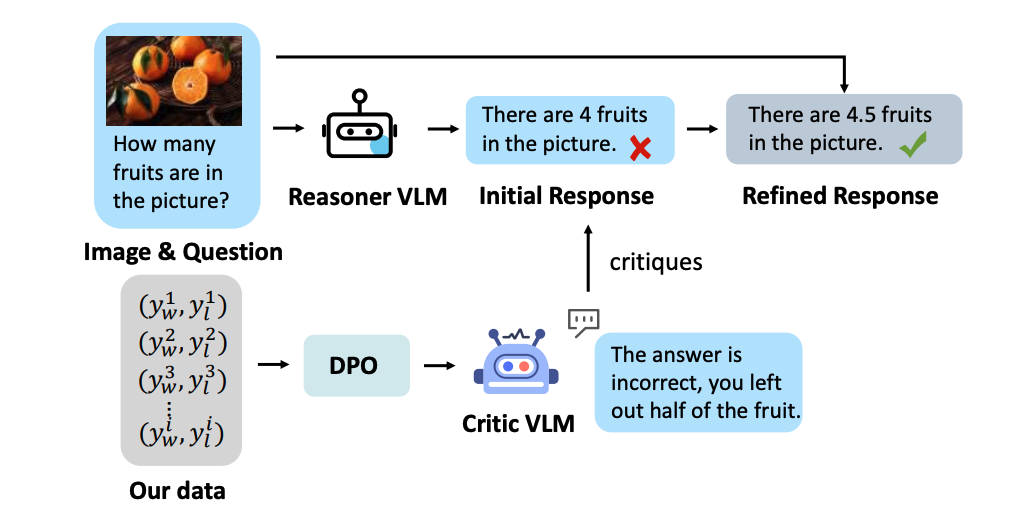 How many
fruits are in
the picture?
Image & Question
Reasoner VLM
There are 4 fruits
in the picture.
Initial Response
There are 4.5 fruits
in the picture.
Refined Response
critiques
(y_w^1, y_l^1)
(y_w^2, y_l^2)
(y_w^3, y_l^3)
⋮
(y_w^i, y_l^i)
Our data
DPO
Critic VLM
The answer is
incorrect, you left
out half of the fruit.